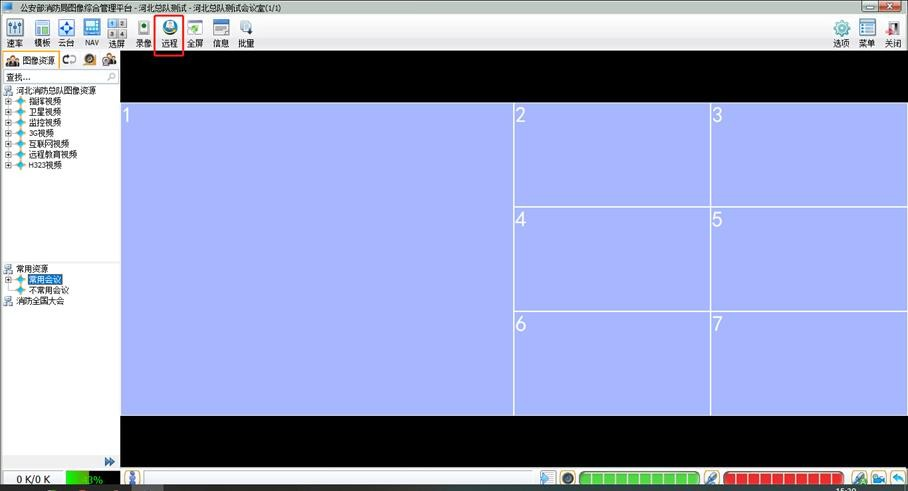 公安部消防局图像综合管理平台 - 河北总队测试 - 河北总队测试会议室(1/1)
速率 模板 云台 NAV 选屏 录像 远程 全屏 信息 批量 选项 菜单 关闭
1 2
3 4
图像资源
查找...
河北消防总队图像资源
指挥视频
卫星视频
监控视频
3G视频
互联网视频
远程教育视频
H323视频
常用资源
常用会议
不常用会议
消防全国大会
1
2
3
4
5
6
7
0 K/0 K